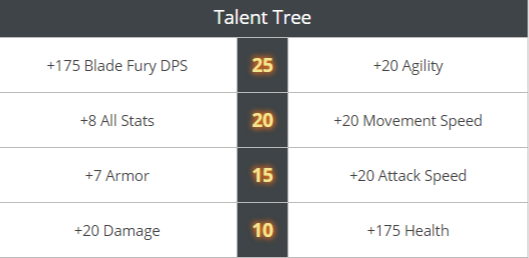 Talent Tree
+175 Blade Fury DPS 25 +20 Agility
+8 All Stats 20 +20 Movement Speed
+7 Armor 15 +20 Attack Speed
+20 Damage 10 +175 Health